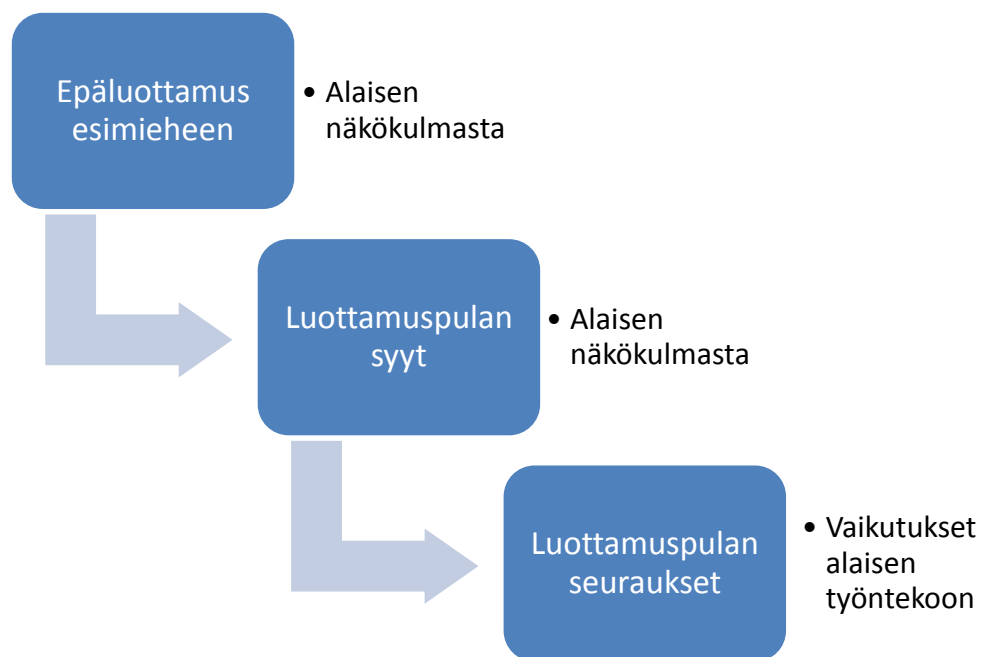 Epäluottamus
esimieheen
• Alaisen
näkökulmasta
Luottamuspulan
syyt
• Alaisen
näkökulmasta
Luottamuspulan
seuraukset
• Vaikutukset
alaisen
työntekoon